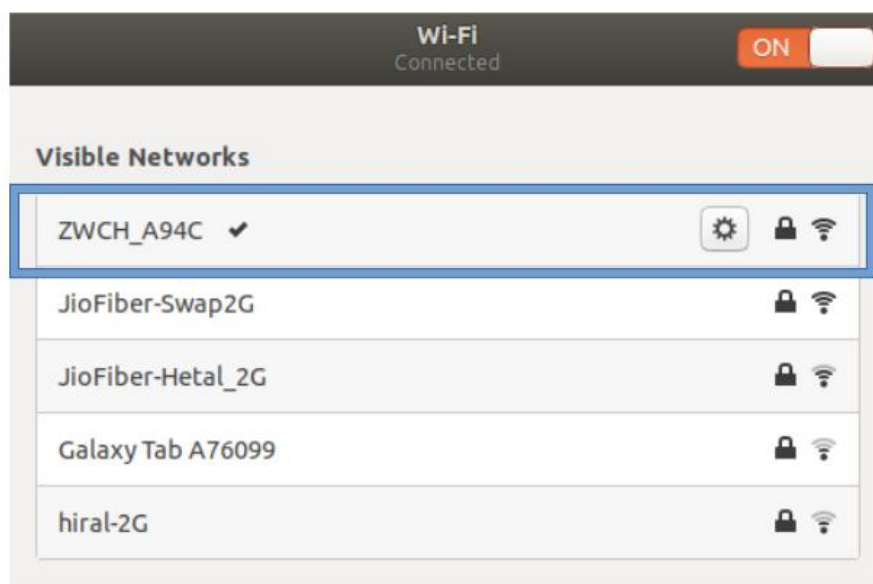 Wi-Fi
Connected
ON
Visible Networks
ZWCH_A94C
JioFiber-Swap2G
JioFiber-Hetal_2G
Galaxy Tab A76099
hiral-2G